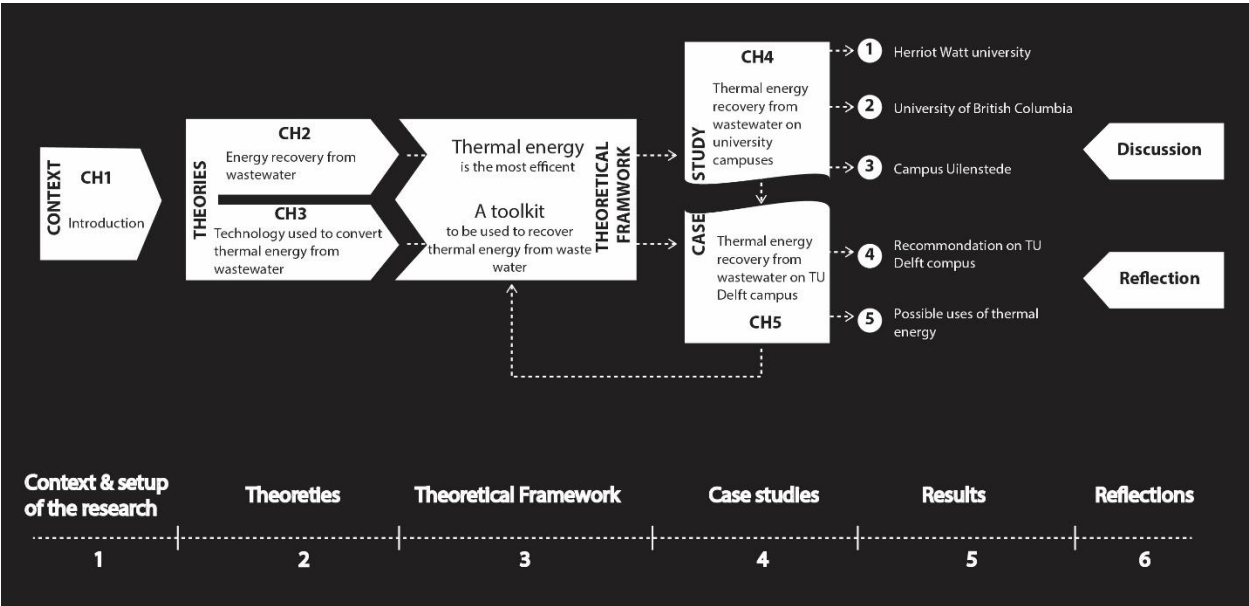 CONTEXT
CH1
Introduction
THEORIES
CH2
Energy recovery from
wastewater
CH3
Technology used to convert
thermal energy from
wastewater
Thermal energy
is the most efficent
A toolkit
to be used to recover
thermal energy from waste
water
THEORETICAL
FRAMWORK
CASE STUDY
CH4
Thermal energy
recovery from
wastewater on
university
campuses
Thermal energy
recovery from
wastewater on TU
Delft campus
CH5
1 Herriot Watt university
2 University of British Columbia
3 Campus Uilenstede
4 Recommondation on TU
Delft compus
5 Possible uses of thermal
energy
Discussion
Reflection
Context & setup
of the research
Theoreties
Theoretical Framework
Case studies
Results
Reflections
1 2 3 4 5 6